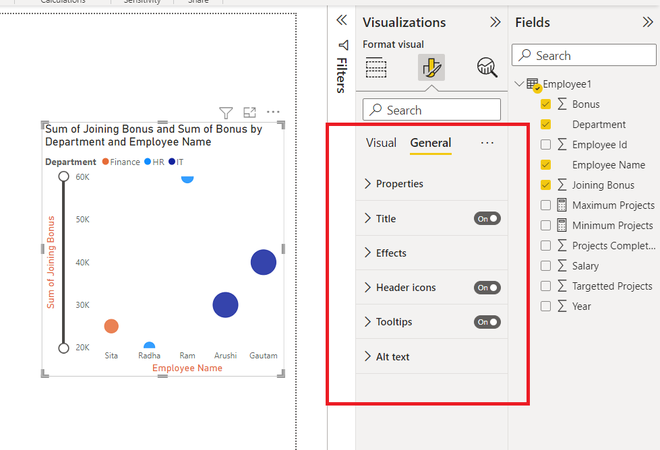 Calculations Sensitivity Share
Visualizations
Fields
Format visual
Filters
Search
Search
Visual General
Properties
Title On
Effects
Header icons On
Tooltips On
Alt text
Employee1
Bonus
Department
Employee Id
Employee Name
Joining Bonus
Maximum Projects
Minimum Projects
Projects Complet...
Salary
Targetted Projects
Year
Sum of Joining Bonus and Sum of Bonus by
Department and Employee Name
Department Finance HR IT
60K
50K
40K
30K
20K
Sum of Joining Bonus
Sita Radha Ram Arushi Gautam
Employee Name